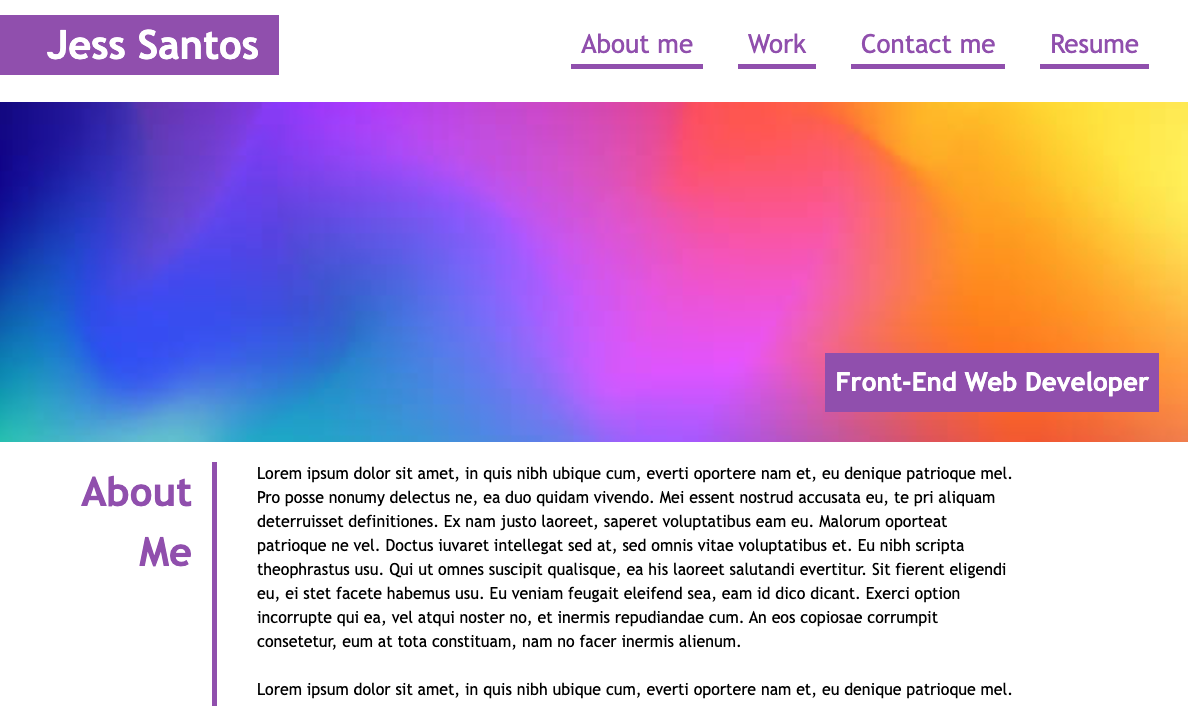 Jess Santos
About me Work Contact me Resume
Front-End Web Developer
About
Me
Lorem ipsum dolor sit amet, in quis nibh ubique cum, everti oportere nam et, eu denique patrioque mel.
Pro posse nonumy delectus ne, ea duo quidam vivendo. Mei essent nostrud accusata eu, te pri aliquam
deterruisset definitiones. Ex nam justo laoreet, saperet voluptatibus eam eu. Malorum oporteat
patrioque ne vel. Doctus iuvaret intellegat sed at, sed omnis vitae voluptatibus et. Eu nibh scripta
theophrastus usu. Qui ut omnes suscipit qualisque, ea his laoreet salutandi evertitur. Sit fierent eligendi
eu, ei stet facete habemus usu. Eu veniam feugait eleifend sea, eam id dico dicant. Exerci option
incorrupte qui ea, vel atqui noster no, et inermis repudiandae cum. An eos copiosae corrumpit
consetetur, eum at tota constituam, nam no facer inermis alienum.
Lorem ipsum dolor sit amet, in quis nibh ubique cum, everti oportere nam et, eu denique patrioque mel.